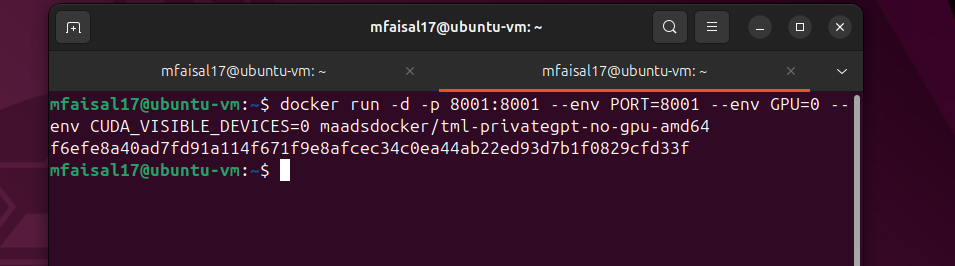 mfaisal17@ubuntu-vm: ~
mfaisal17@ubuntu-vm: ~
mfaisal17@ubuntu-vm: ~
mfaisal17@ubuntu-vm:~$ docker run -d -p 8001:8001 --env PORT=8001 --env GPU=0 --
env CUDA_VISIBLE_DEVICES=0 maadsdocker/tml-privategpt-no-gpu-amd64
f6efe8a40ad7fd91a114f671f9e8afcec34c0ea44ab22ed93d7b1f0829cfd33f
mfaisal17@ubuntu-vm:~$